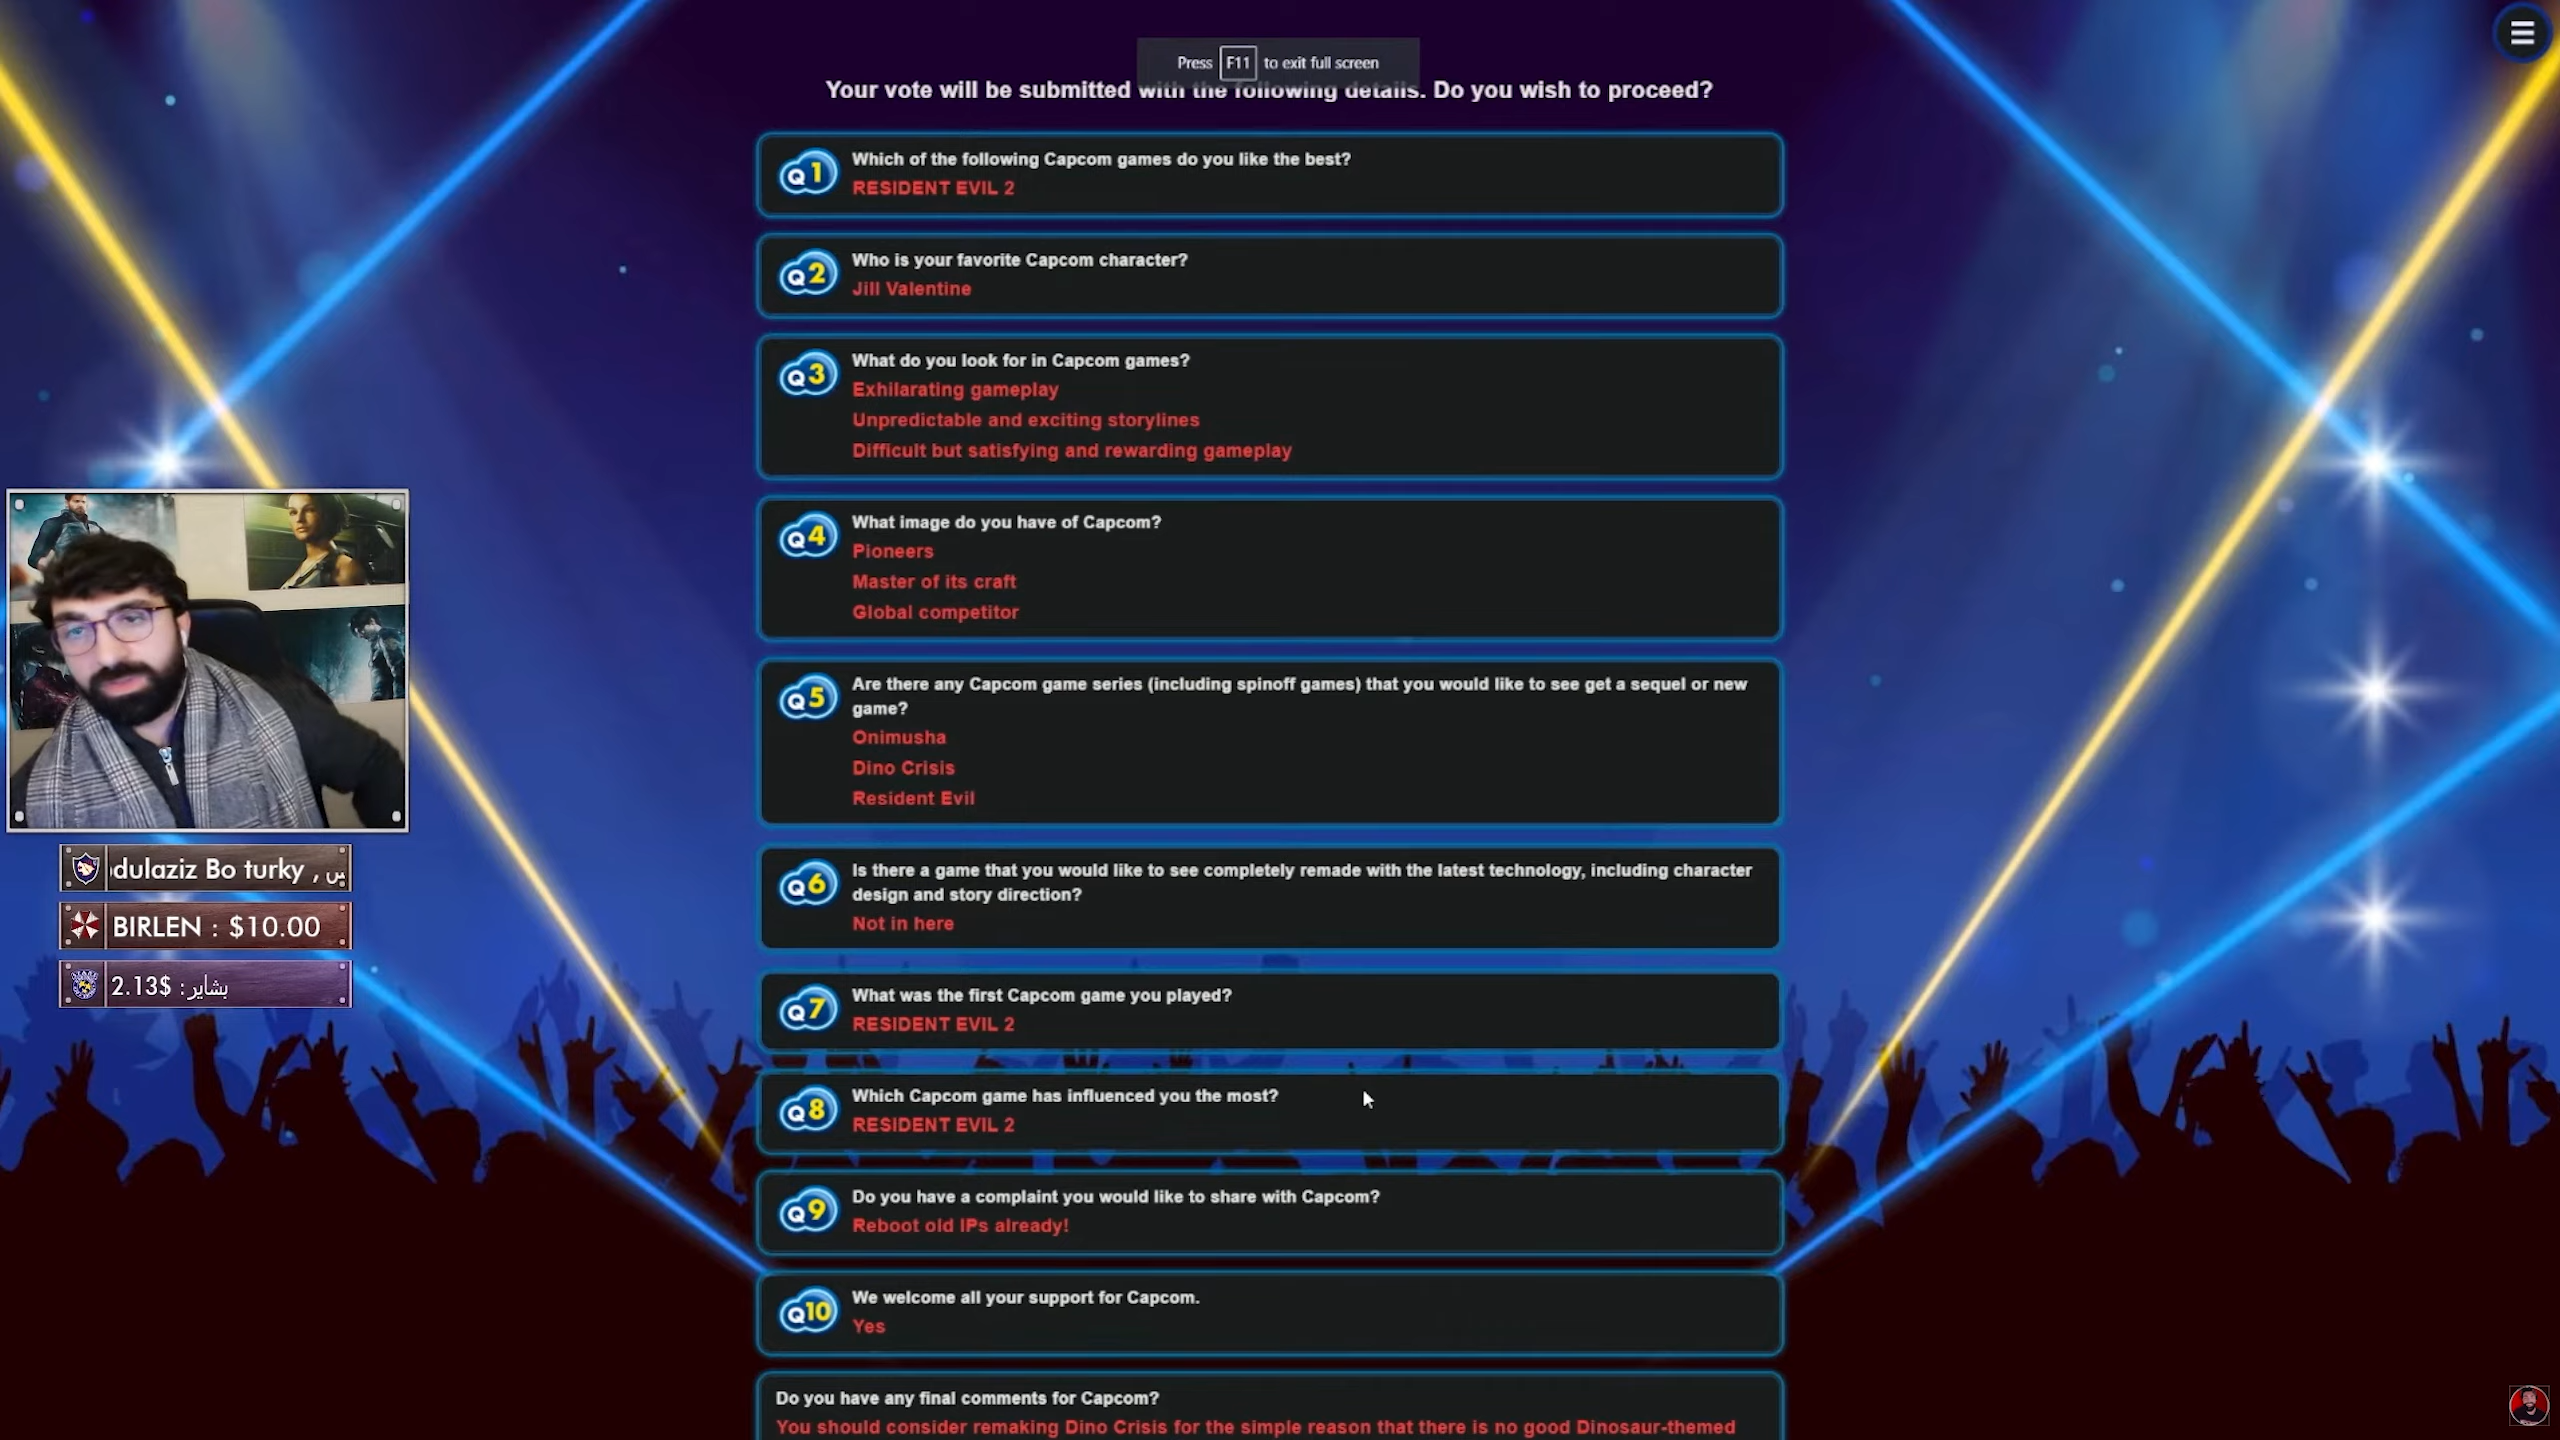 Press F11 to exit full screen
Your vote will be submitted with the following details. Do you wish to proceed?
Q1 Which of the following Capcom games do you like the best?
RESIDENT EVIL 2
Q2 Who is your favorite Capcom character?
Jill Valentine
Q3 What do you look for in Capcom games?
Exhilarating gameplay
Unpredictable and exciting storylines
Difficult but satisfying and rewarding gameplay
Q4 What image do you have of Capcom?
Pioneers
Master of its craft
Global competitor
Q5 Are there any Capcom game series (including spinoff games) that you would like to see get a sequel or new
game?
Onimusha
Dino Crisis
Resident Evil
Q6 Is there a game that you would like to see completely remade with the latest technology, including character
design and story direction?
Not in here
Q7 What was the first Capcom game you played?
RESIDENT EVIL 2
Q8 Which Capcom game has influenced you the most?
RESIDENT EVIL 2
Q9 Do you have a complaint you would like to share with Capcom?
Reboot old IPs already!
Q10 We welcome all your support for Capcom.
Yes
Do you have any final comments for Capcom?
You should consider remaking Dino Crisis for the simple reason that there is no good Dinosaur-themed
dulaziz Bo turky ,
BIRLEN : $10.00
بشاير: 2.13$